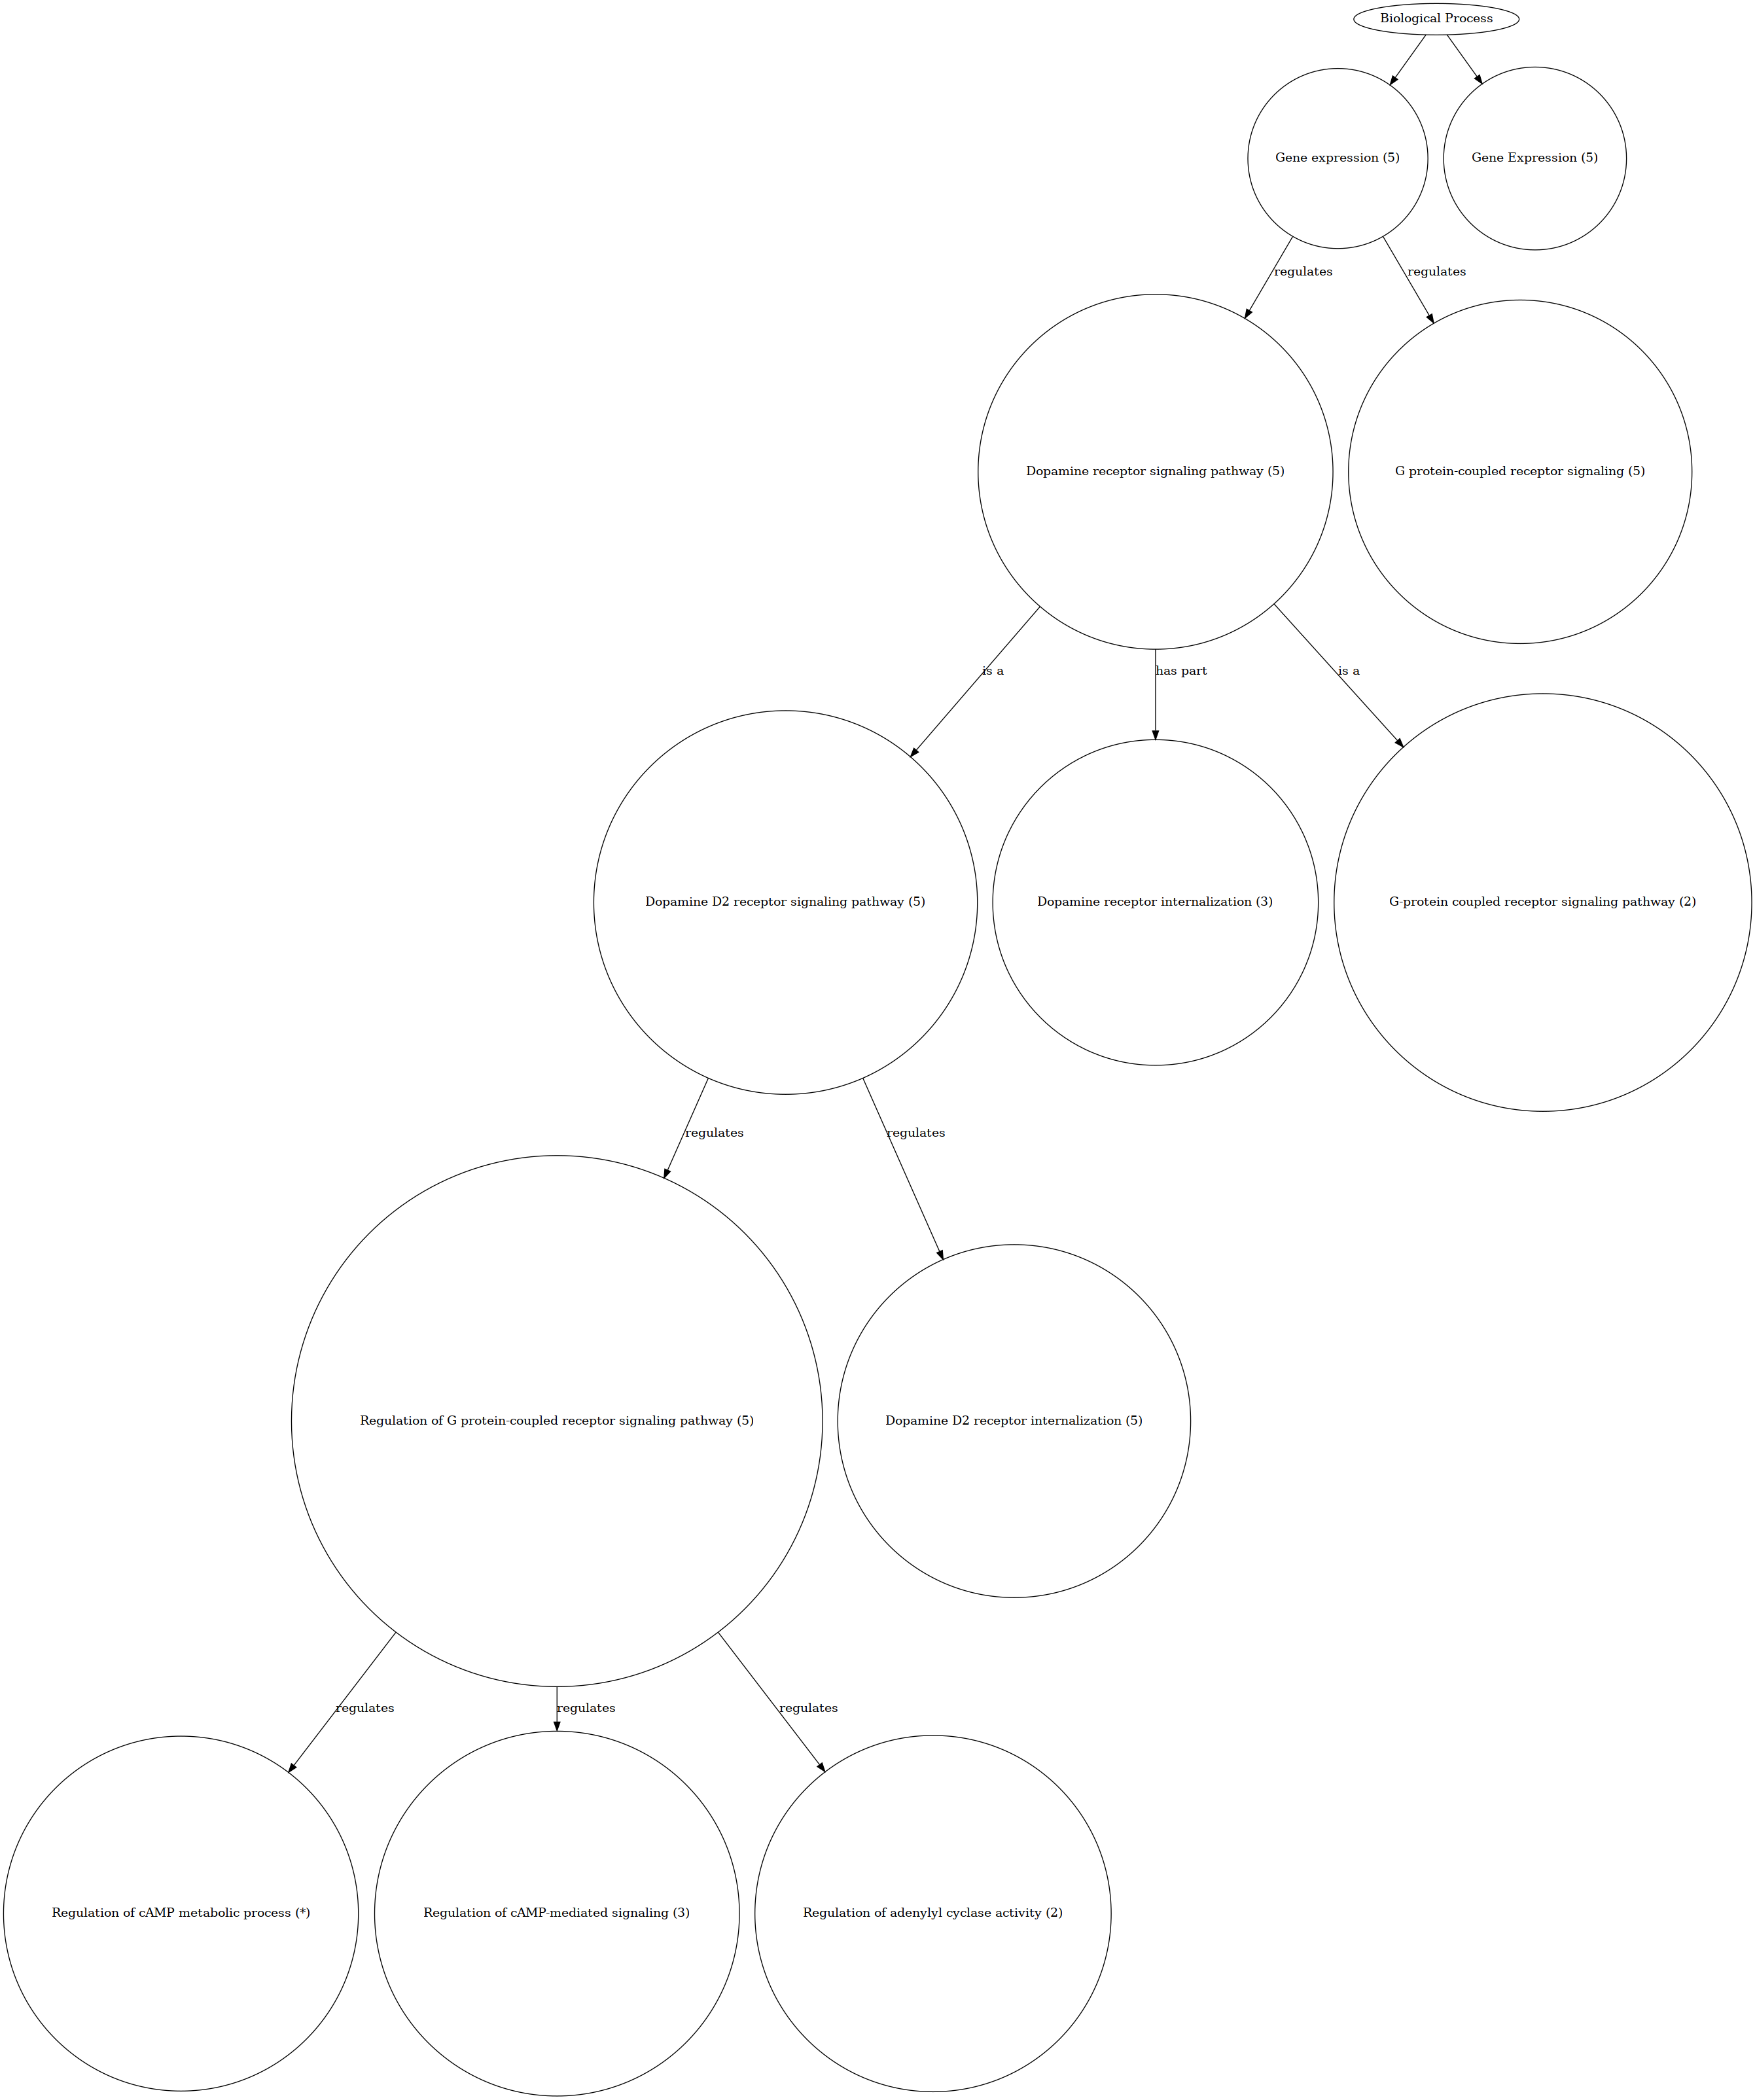 Biological Process
Gene expression (5)
Gene Expression (5)
regulates
regulates
Dopamine receptor signaling pathway (5)
G protein-coupled receptor signaling (5)
is a
has part
is a
Dopamine D2 receptor signaling pathway (5)
Dopamine receptor internalization (3)
G-protein coupled receptor signaling pathway (2)
regulates
regulates
Regulation of G protein-coupled receptor signaling pathway (5)
Dopamine D2 receptor internalization (5)
regulates
regulates
regulates
Regulation of cAMP metabolic process (*)
Regulation of cAMP-mediated signaling (3)
Regulation of adenylyl cyclase activity (2)